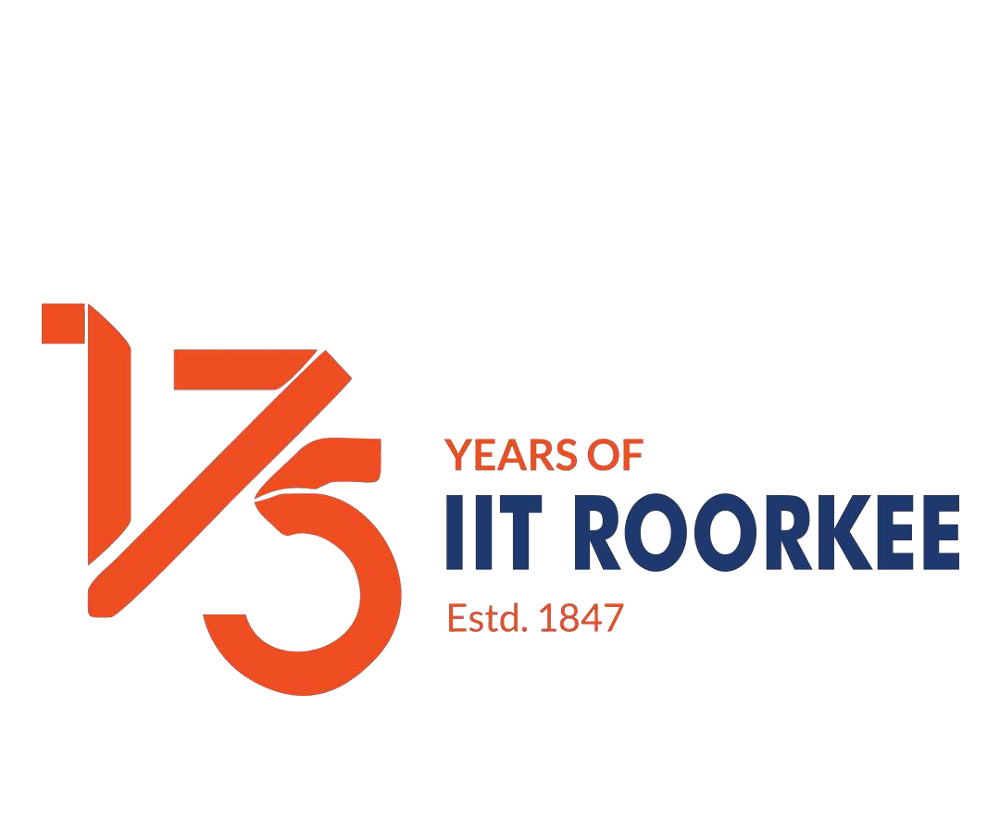 175
YEARS OF
IIT ROORKEE
Estd. 1847